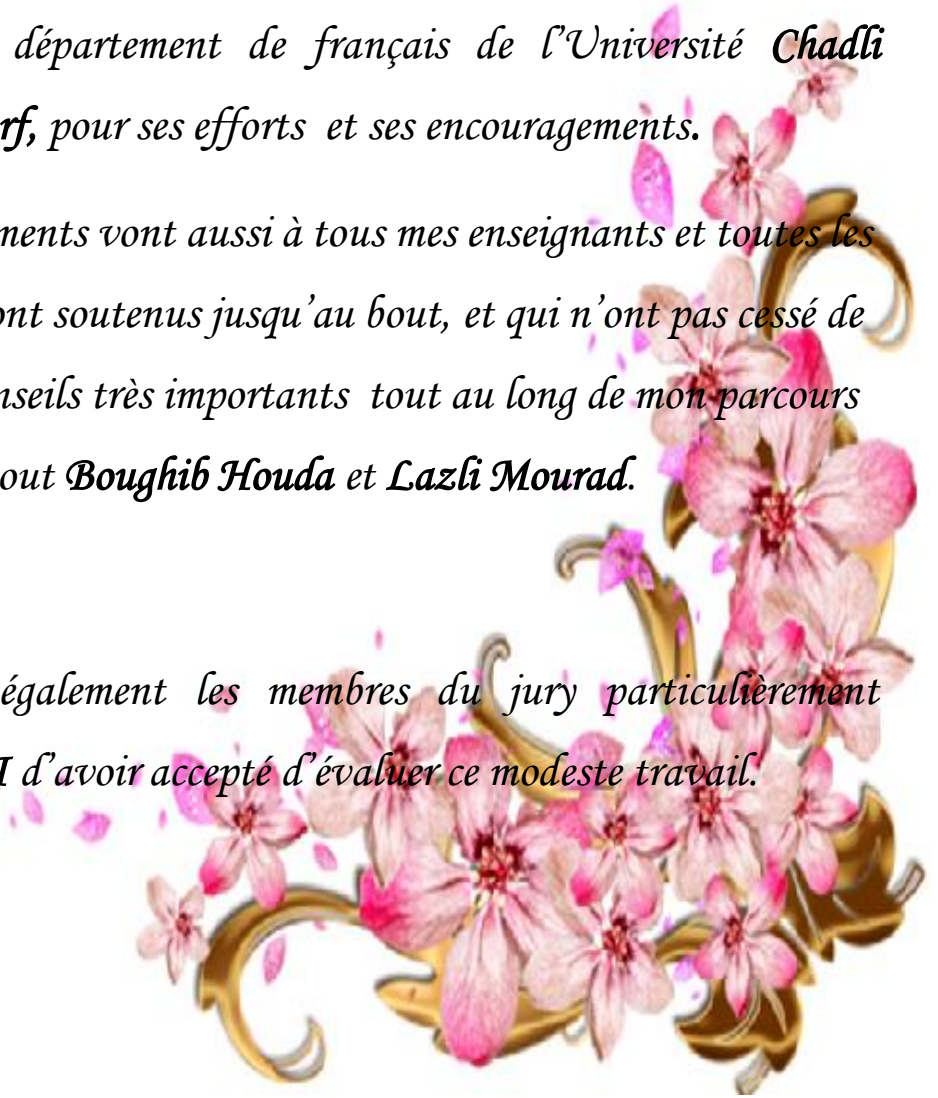 département de français de l’Université Chadli
rf, pour ses efforts et ses encouragements.
ments vont aussi à tous mes enseignants et toutes les
ont soutenus jusqu’au bout, et qui n’ont pas cessé de
nseils très importants tout au long de mon parcours
out Boughib Houda et Lazli Mourad.
également les membres du jury particulièrement
I d’avoir accepté d’évaluer ce modeste travail.